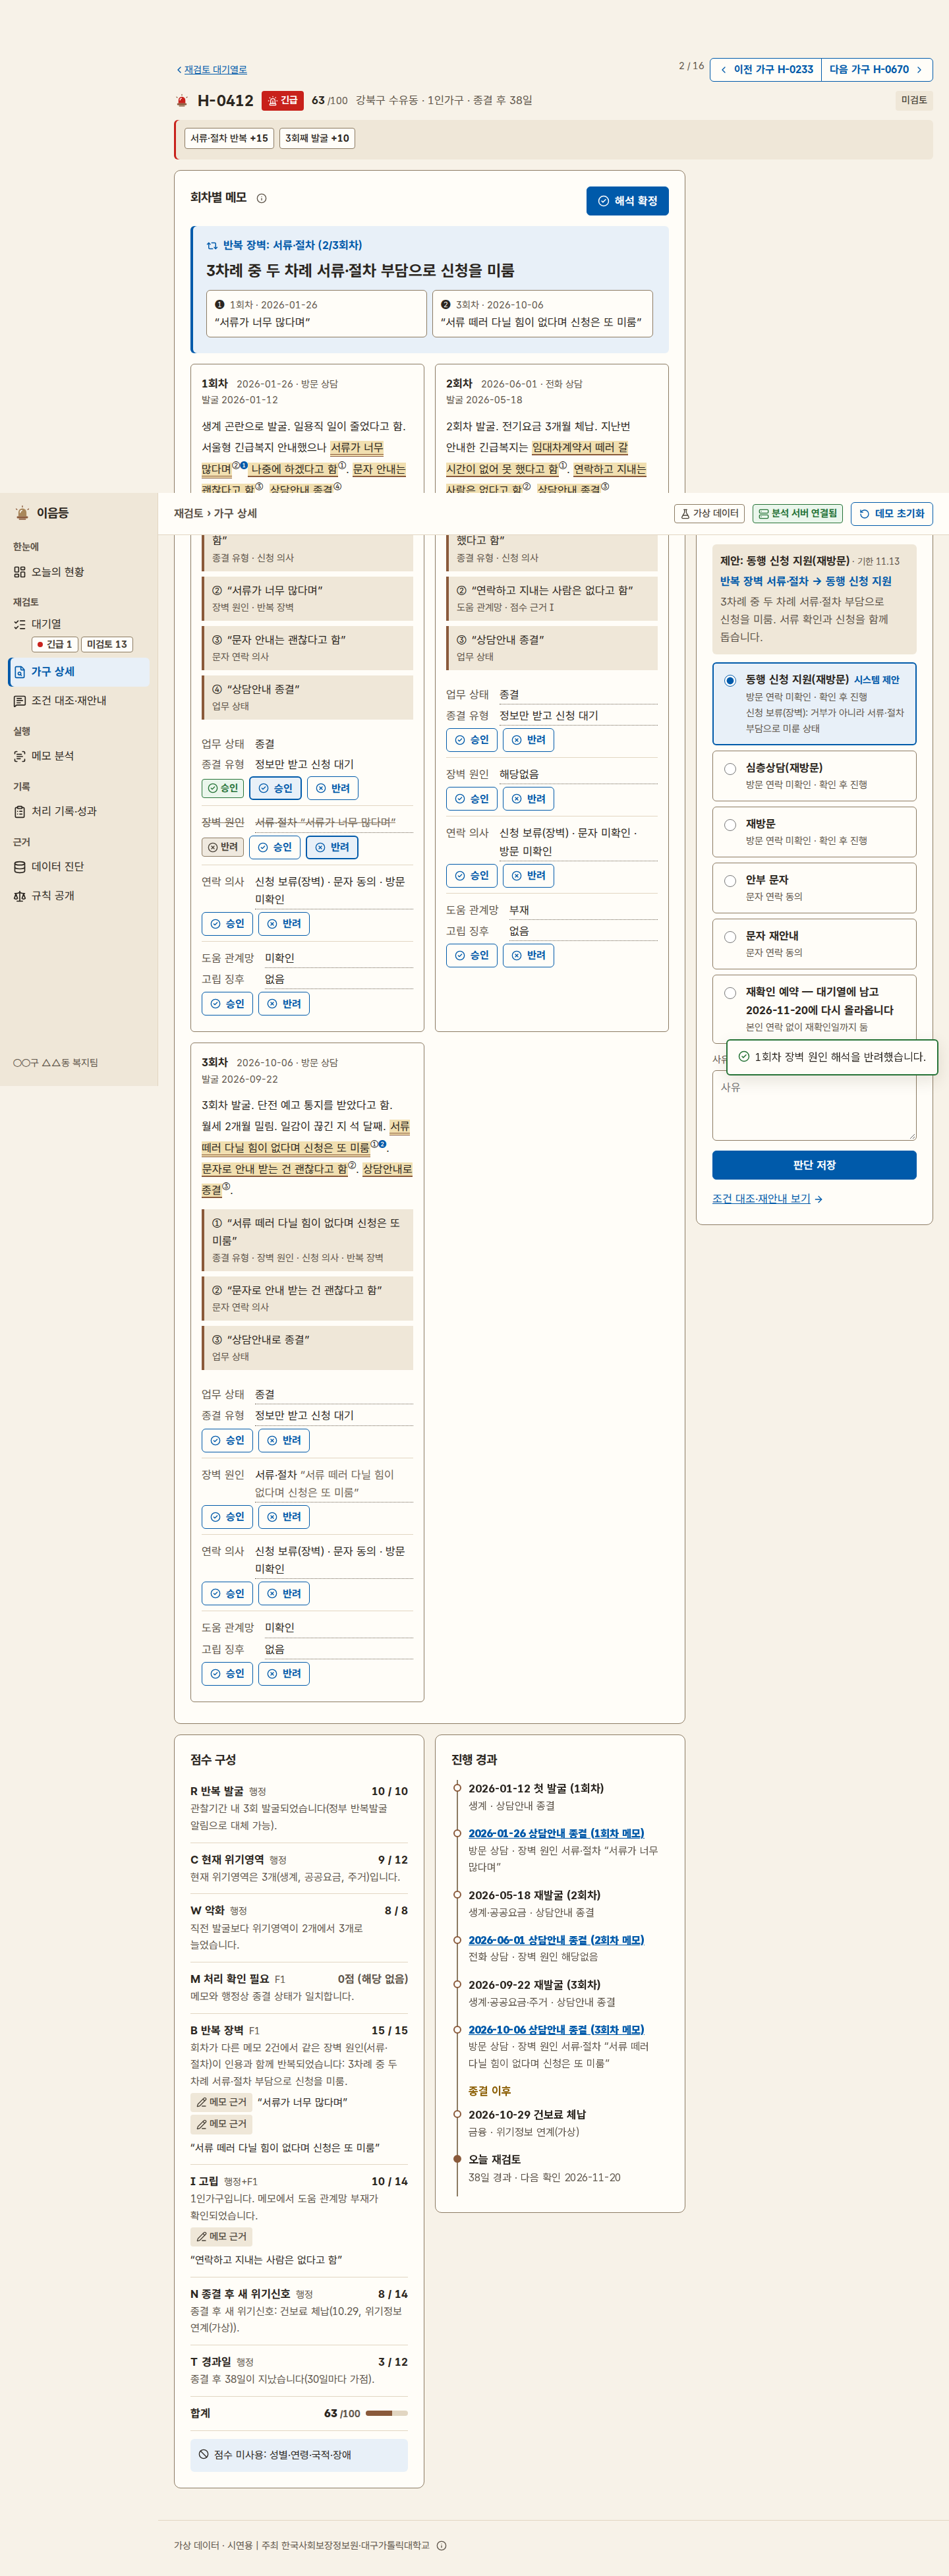 재검토 대기열로
2 / 16
이전 가구 H-0233
다음 가구 H-0670
H-0412
긴급
63 /100
강북구 수유동 · 1인가구 · 종결 후 38일
미검토
서류·절차 반복 +15
3회째 발굴 +10
회차별 메모
해석 확정
반복 장벽: 서류·절차 (2/3회차)
3차례 중 두 차례 서류·절차 부담으로 신청을 미룸
❶ 1회차 · 2026-01-26
“서류가 너무 많다며”
❷ 3회차 · 2026-10-06
“서류 떼러 다닐 힘이 없다며 신청은 또 미룸”
1회차 2026-01-26 · 방문 상담
발굴 2026-01-12
생계 곤란으로 발굴. 일용직 일이 줄었다고 함.
서울형 긴급복지 안내했으나 서류가 너무
많다며②❶ 나중에 하겠다고 함①. 문자 안내는
괜찮다고 함③. 상담안내 종결④
2회차 2026-06-01 · 전화 상담
발굴 2026-05-18
2회차 발굴. 전기요금 3개월 체납. 지난번
안내한 긴급복지는 임대차계약서 떼러 갈
시간이 없어 못 했다고 함①. 연락하고 지내는
사람은 없다고 함②. 상담안내 종결③
이음등
한눈에
오늘의 현황
재검토
대기열
긴급 1
미검토 13
가구 상세
조건 대조·재안내
실행
메모 분석
기록
처리 기록·성과
근거
데이터 진단
규칙 공개
○○구 △△동 복지팀
재검토 › 가구 상세
가상 데이터
분석 서버 연결됨
데모 초기화
함”
종결 유형 · 신청 의사
② “서류가 너무 많다며”
장벽 원인 · 반복 장벽
③ “문자 안내는 괜찮다고 함”
문자 연락 의사
④ “상담안내 종결”
업무 상태
업무 상태 종결
종결 유형 정보만 받고 신청 대기
승인
승인
반려
장벽 원인 서류·절차 “서류가 너무 많다며”
반려
승인
반려
연락 의사 신청 보류(장벽) · 문자 동의 · 방문
미확인
승인
반려
도움 관계망 미확인
고립 징후 없음
승인
반려
했다고 함”
종결 유형 · 신청 의사
② “연락하고 지내는 사람은 없다고 함”
도움 관계망 · 점수 근거 I
③ “상담안내 종결”
업무 상태
업무 상태 종결
종결 유형 정보만 받고 신청 대기
승인
반려
장벽 원인 해당없음
승인
반려
연락 의사 신청 보류(장벽) · 문자 미확인 ·
방문 미확인
승인
반려
도움 관계망 부재
고립 징후 없음
승인
반려
제안: 동행 신청 지원(재방문) · 기한 11.13
반복 장벽 서류·절차 → 동행 신청 지원
3차례 중 두 차례 서류·절차 부담으로
신청을 미룸. 서류 확인과 신청을 함께
돕습니다.
동행 신청 지원(재방문) 시스템 제안
방문 연락 미확인 · 확인 후 진행
신청 보류(장벽): 거부가 아니라 서류·절차
부담으로 미룬 상태
심층상담(재방문)
방문 연락 미확인 · 확인 후 진행
재방문
방문 연락 미확인 · 확인 후 진행
안부 문자
문자 연락 동의
문자 재안내
문자 연락 동의
재확인 예약 — 대기열에 남고
2026-11-20에 다시 올라옵니다
본인 연락 없이 재확인일까지 둠
1회차 장벽 원인 해석을 반려했습니다.
사유
판단 저장
조건 대조·재안내 보기 →
3회차 2026-10-06 · 방문 상담
발굴 2026-09-22
3회차 발굴. 단전 예고 통지를 받았다고 함.
월세 2개월 밀림. 일감이 끊긴 지 석 달째. 서류
떼러 다닐 힘이 없다며 신청은 또 미룸①❷.
문자로 안내 받는 건 괜찮다고 함②. 상담안내로
종결③.
① “서류 떼러 다닐 힘이 없다며 신청은 또
미룸”
종결 유형 · 장벽 원인 · 신청 의사 · 반복 장벽
② “문자로 안내 받는 건 괜찮다고 함”
문자 연락 의사
③ “상담안내로 종결”
업무 상태
업무 상태 종결
종결 유형 정보만 받고 신청 대기
승인
반려
장벽 원인 서류·절차 “서류 떼러 다닐 힘이
없다며 신청은 또 미룸”
승인
반려
연락 의사 신청 보류(장벽) · 문자 동의 · 방문
미확인
승인
반려
도움 관계망 미확인
고립 징후 없음
승인
반려
점수 구성
R 반복 발굴 행정 10 / 10
관찰기간 내 3회 발굴되었습니다(정부 반복발굴
알림으로 대체 가능).
C 현재 위기영역 행정 9 / 12
현재 위기영역은 3개(생계, 공공요금, 주거)입니다.
W 악화 행정 8 / 8
직전 발굴보다 위기영역이 2개에서 3개로
늘었습니다.
M 처리 확인 필요 F1 0점 (해당 없음)
메모와 행정상 종결 상태가 일치합니다.
B 반복 장벽 F1 15 / 15
회차가 다른 메모 2건에서 같은 장벽 원인(서류·
절차)이 인용과 함께 반복되었습니다: 3차례 중 두
차례 서류·절차 부담으로 신청을 미룸.
메모 근거 “서류가 너무 많다며”
메모 근거
“서류 떼러 다닐 힘이 없다며 신청은 또 미룸”
I 고립 행정+F1 10 / 14
1인가구입니다. 메모에서 도움 관계망 부재가
확인되었습니다.
메모 근거
“연락하고 지내는 사람은 없다고 함”
N 종결 후 새 위기신호 행정 8 / 14
종결 후 새 위기신호: 건보료 체납(10.29, 위기정보
연계(가상)).
T 경과일 행정 3 / 12
종결 후 38일이 지났습니다(30일마다 가점).
합계 63 /100
점수 미사용: 성별·연령·국적·장애
진행 경과
2026-01-12 첫 발굴 (1회차)
생계 · 상담안내 종결
2026-01-26 상담안내 종결 (1회차 메모)
방문 상담 · 장벽 원인 서류·절차 “서류가 너무
많다며”
2026-05-18 재발굴 (2회차)
생계·공공요금 · 상담안내 종결
2026-06-01 상담안내 종결 (2회차 메모)
전화 상담 · 장벽 원인 해당없음
2026-09-22 재발굴 (3회차)
생계·공공요금·주거 · 상담안내 종결
2026-10-06 상담안내 종결 (3회차 메모)
방문 상담 · 장벽 원인 서류·절차 “서류 떼러
다닐 힘이 없다며 신청은 또 미룸”
종결 이후
2026-10-29 건보료 체납
금융 · 위기정보 연계(가상)
오늘 재검토
38일 경과 · 다음 확인 2026-11-20
가상 데이터 · 시연용 | 주최 한국사회보장정보원·대구가톨릭대학교